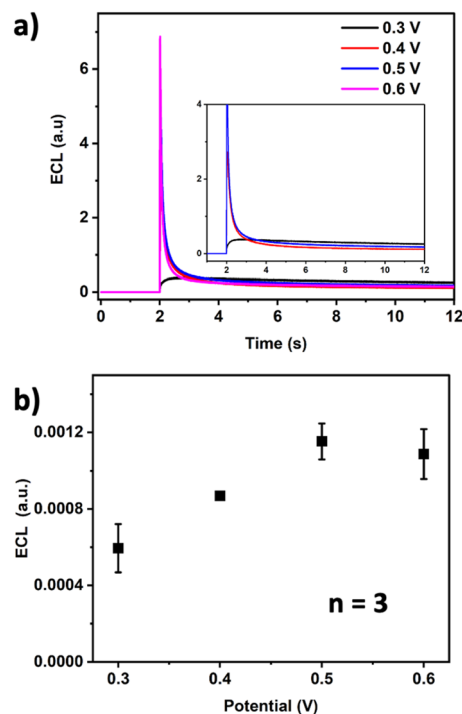 a)
0.3 V
0.4 V
0.5 V
0.6 V
ECL (a.u)
6
4
2
0
4
2
0
2 4 6 8 10 12
0 2 4 6 8 10 12
Time (s)
b)
ECL (a.u.)
0.0012
0.0008
0.0004
0.0000
n = 3
0.3 0.4 0.5 0.6
Potential (V)